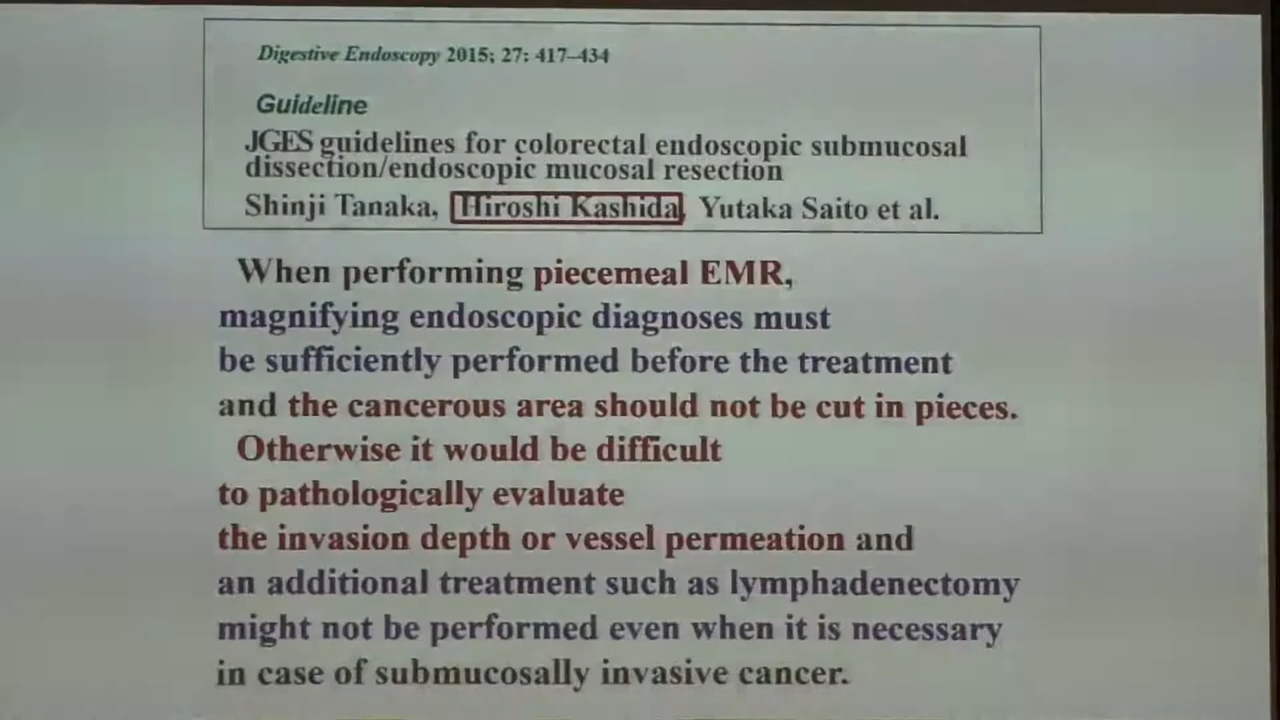 Digestive Endoscopy 2015; 27: 417–434
Guideline
JGES guidelines for colorectal endoscopic submucosal
dissection/endoscopic mucosal resection
Shinji Tanaka, Hiroshi Kashida, Yutaka Saito et al.
When performing piecemeal EMR,
magnifying endoscopic diagnoses must
be sufficiently performed before the treatment
and the cancerous area should not be cut in pieces.
Otherwise it would be difficult
to pathologically evaluate
the invasion depth or vessel permeation and
an additional treatment such as lymphadenectomy
might not be performed even when it is necessary
in case of submucosally invasive cancer.